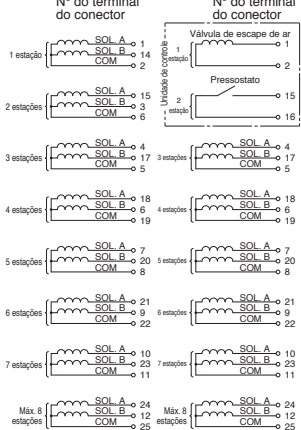 N° do terminal
do conector
1 estação
SOL. A 1
SOL. B 14
COM 2
2 estações
SOL. A 15
SOL. B 3
COM 6
3 estações
SOL. A 4
SOL. B 17
COM 5
4 estações
SOL. A 18
SOL. B 6
COM 19
5 estações
SOL. A 7
SOL. B 20
COM 8
6 estações
SOL. A 21
SOL. B 9
COM 22
7 estações
SOL. A 10
SOL. B 23
COM 11
Máx. 8
estações
SOL. A 24
SOL. B 12
COM 25
N° do terminal
do conector
Unidade de controle
Válvula de escape de ar
1
estação
1
2
Pressostato
2
estação
15
16
3 estações
SOL. A 4
SOL. B 17
COM 5
4 estações
SOL. A 18
SOL. B 6
COM 19
5 estações
SOL. A 7
SOL. B 20
COM 8
6 estações
SOL. A 21
SOL. B 9
COM 22
7 estações
SOL. A 10
SOL. B 23
COM 11
Máx. 8
estações
SOL. A 24
SOL. B 12
COM 25